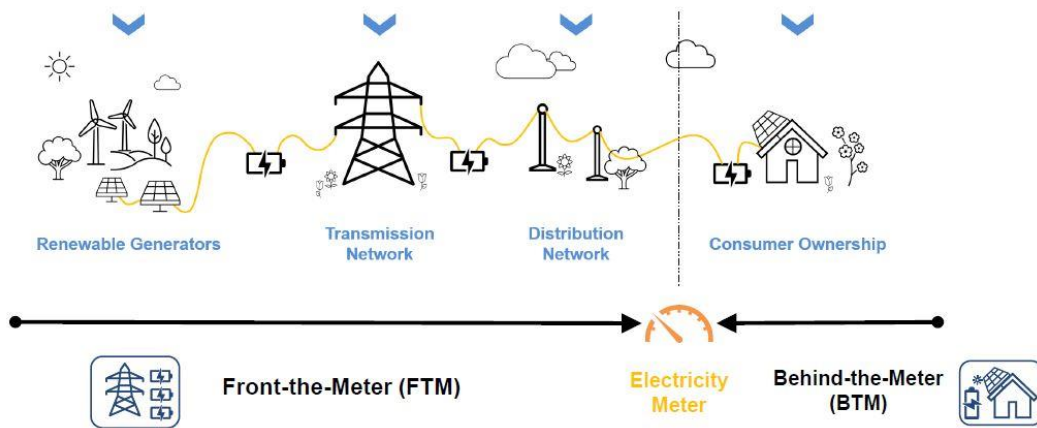 Renewable Generators
Transmission
Network
Distribution
Network
Consumer Ownership
Front-the-Meter (FTM)
Electricity
Meter
Behind-the-Meter
(BTM)